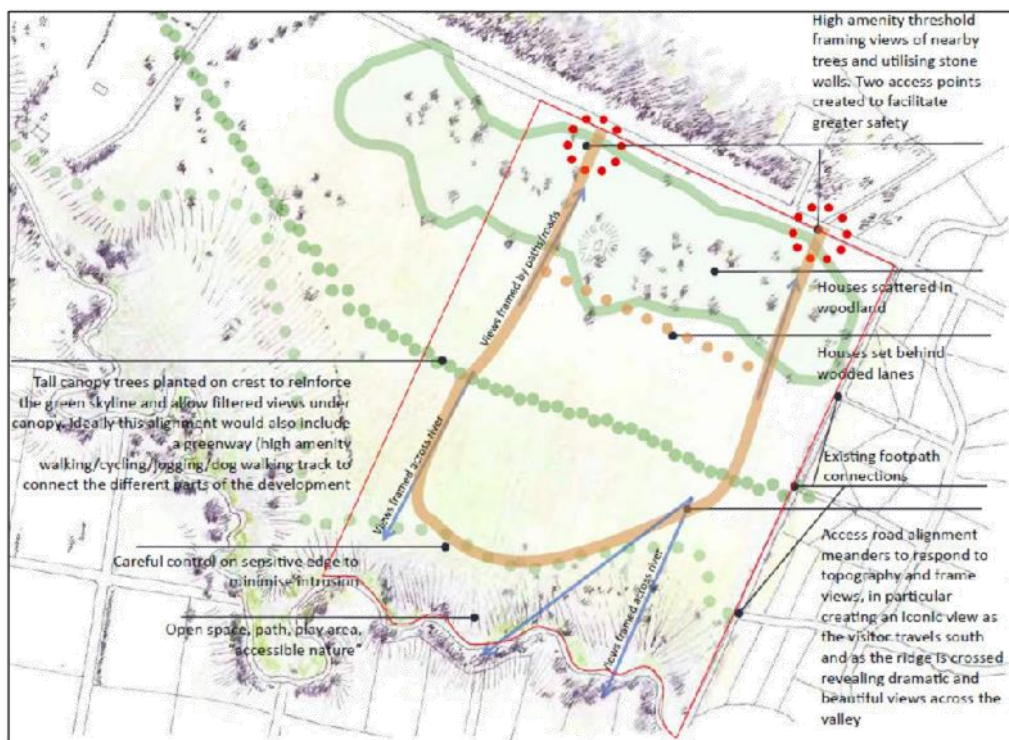 High amenity threshold
framing views of nearby
trees and utilising stone
walls. Two access points
created to facilitate
greater safety
Views framed by paths/roads
Houses scattered in
woodland
Houses set behind
wooded lanes
Tall canopy trees planted on crest to reinforce
the green skyline and allow filtered views under
canopy. Ideally this alignment would also include
a greenway (high amenity
walking/cycling/jogging/dog walking track to
connect the different parts of the development
Existing footpath
connections
Views framed across river
Careful control on sensitive edge to
minimise intrusion
Open space, path, play area,
"accessible nature"
views framed across river
Access road alignment
meanders to respond to
topography and frame
views, in particular
creating an iconic view as
the visitor travels south
and as the ridge is crossed
revealing dramatic and
beautiful views across the
valley